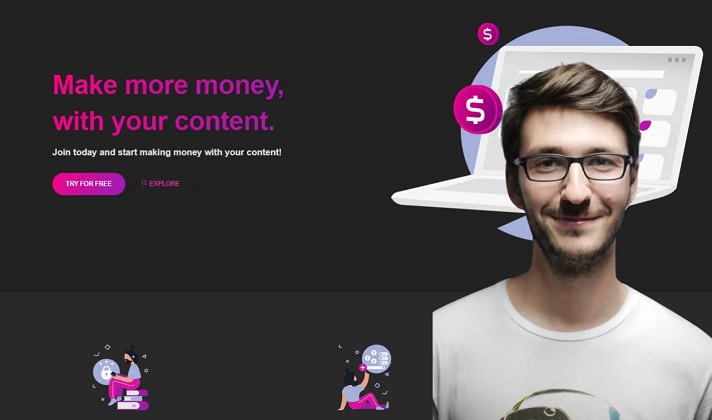 Make more money,
with your content.
Join today and start making money with your content!
TRY FOR FREE
EXPLORE
$
$